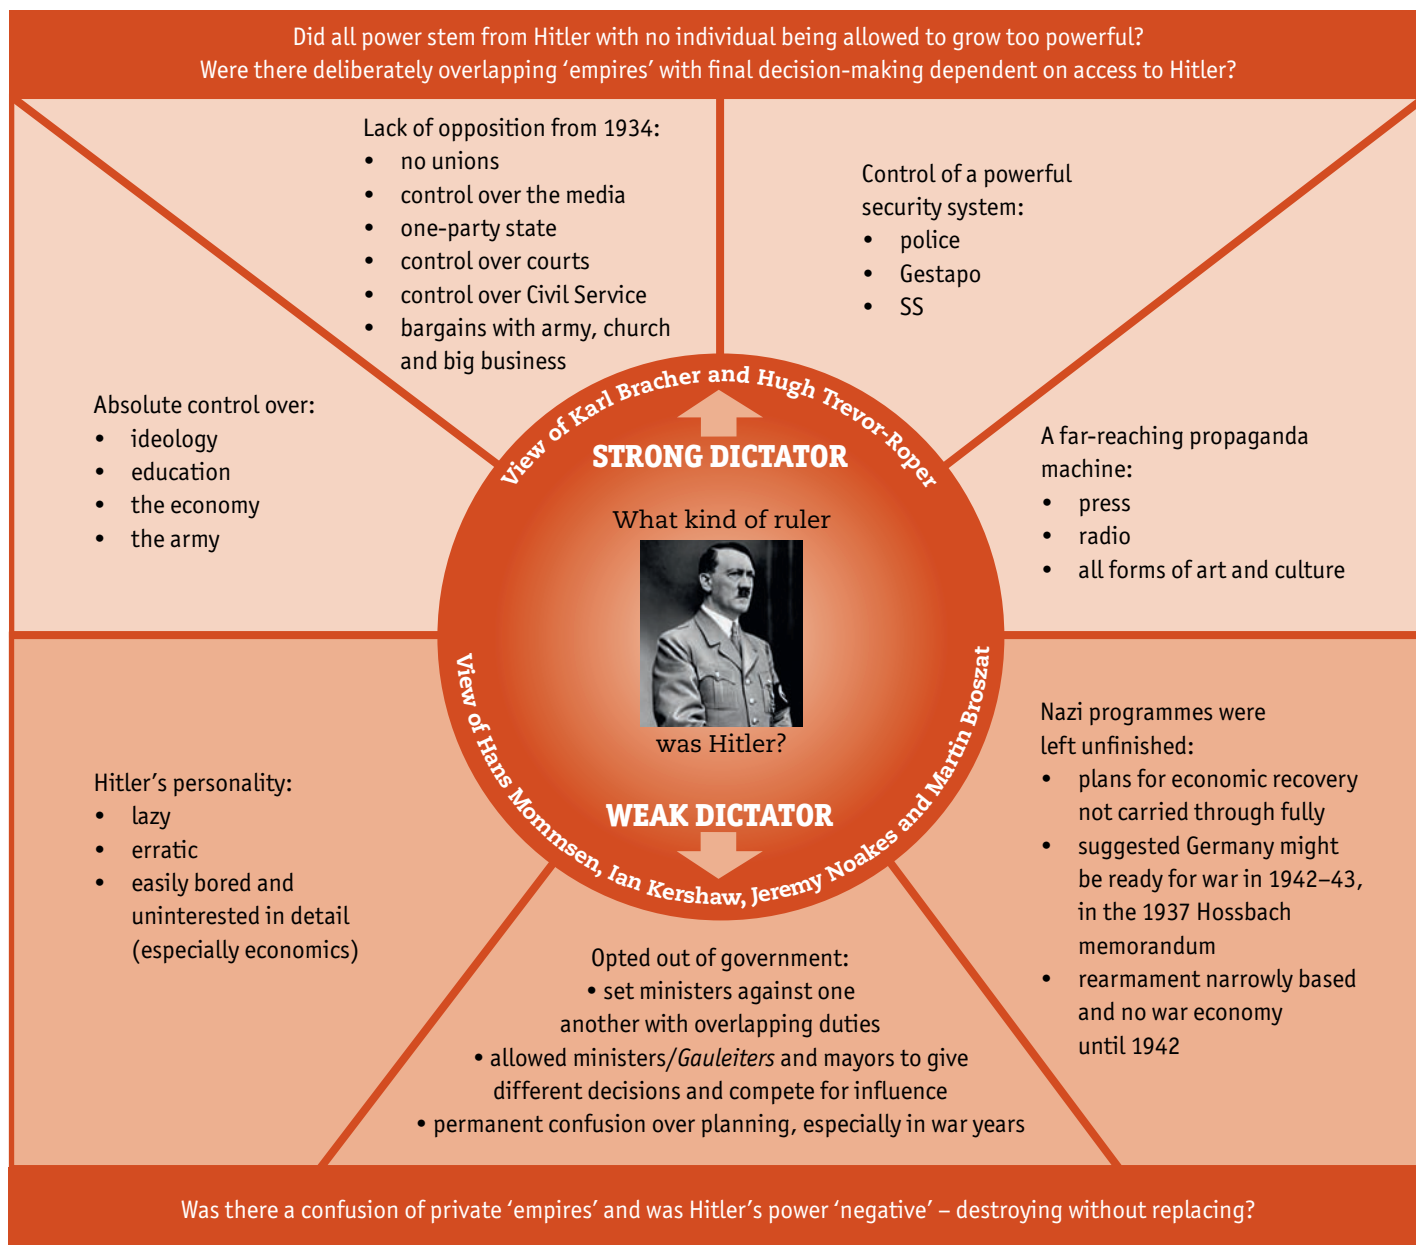 Did all power stem from Hitler with no individual being allowed to grow too powerful?
Were there deliberately overlapping ‘empires’ with final decision-making dependent on access to Hitler?
Lack of opposition from 1934:
• no unions
• control over the media
• one-party state
• control over courts
• control over Civil Service
• bargains with army, church
and big business
Control of a powerful
security system:
• police
• Gestapo
• SS
Absolute control over:
• ideology
• education
• the economy
• the army
A far-reaching propaganda
machine:
• press
• radio
• all forms of art and culture
View of Karl Bracher and Hugh Trevor-Roper
STRONG DICTATOR
What kind of ruler
was Hitler?
WEAK DICTATOR
View of Hans Mommsen, Ian Kershaw, Jeremy Noakes and Martin Broszat
Hitler’s personality:
• lazy
• erratic
• easily bored and
uninterested in detail
(especially economics)
Opted out of government:
• set ministers against one
another with overlapping duties
• allowed ministers/Gauleiters and mayors to give
different decisions and compete for influence
• permanent confusion over planning, especially in war years
Nazi programmes were
left unfinished:
• plans for economic recovery
not carried through fully
• suggested Germany might
be ready for war in 1942–43,
in the 1937 Hossbach
memorandum
• rearmament narrowly based
and no war economy
until 1942
Was there a confusion of private ‘empires’ and was Hitler’s power ‘negative’ – destroying without replacing?